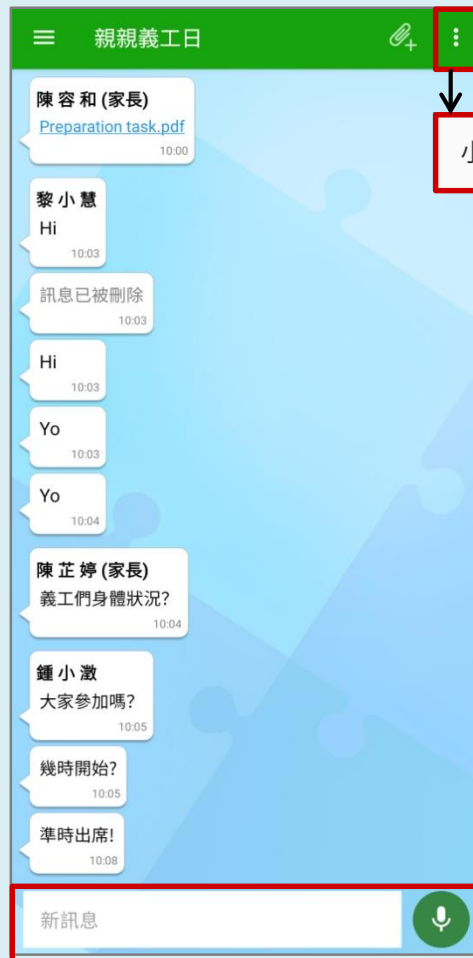 親親義工日
小
陳 容 和 (家長)
Preparation task.pdf
10:00
黎 小 慧
Hi
10:03
訊息已被刪除
10:03
Hi
10:03
Yo
10:03
Yo
10:04
陳 芷 婷 (家長)
義工們身體狀況?
10:04
鍾 小 澂
大家參加嗎?
10:05
幾時開始?
10:05
準時出席!
10:08
新訊息